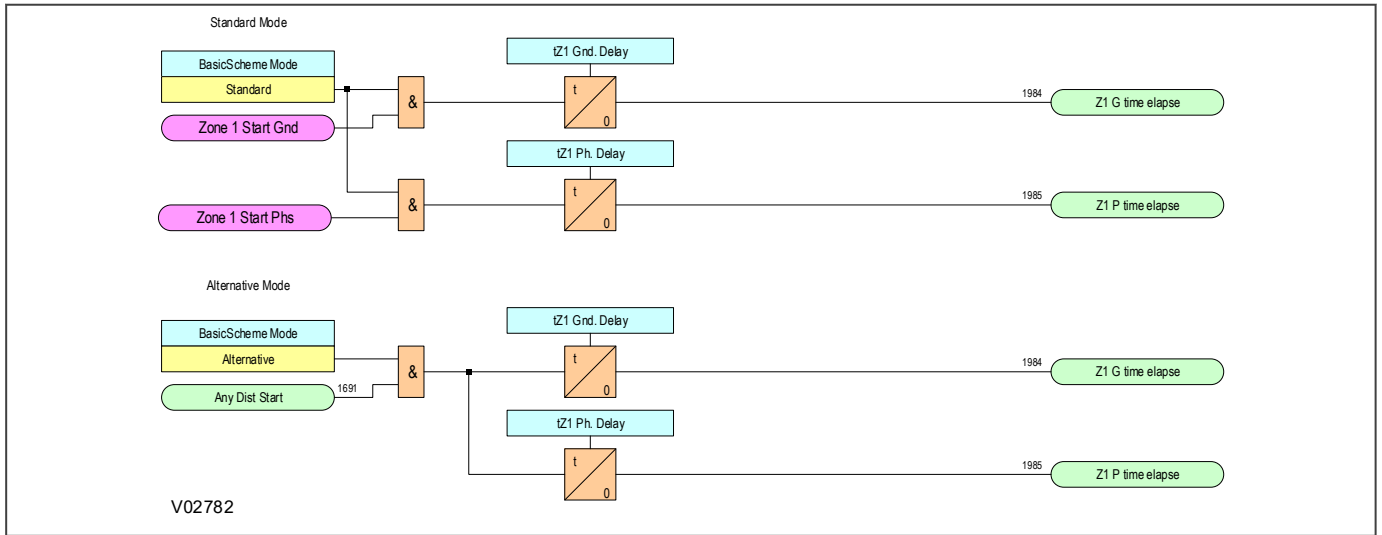 Standard Mode
BasicScheme Mode
Standard
Zone 1 Start Gnd
&
tZ1 Gnd. Delay
t
0
1984
Z1 G time elapse
Zone 1 Start Phs
&
tZ1 Ph. Delay
t
0
1985
Z1 P time elapse
Alternative Mode
BasicScheme Mode
Alternative
Any Dist Start
1691
&
tZ1 Gnd. Delay
t
0
1984
Z1 G time elapse
tZ1 Ph. Delay
t
0
1985
Z1 P time elapse
V02782